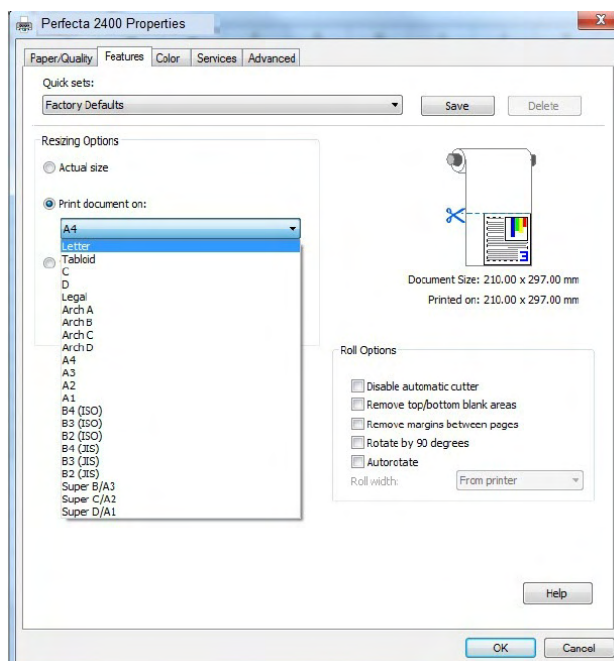 Perfecta 2400 Properties
X
Paper/Quality Features Color Services Advanced
Quick sets:
Factory Defaults
Save
Delete
Resizing Options
Actual size
Print document on:
A4
Letter
Tabloid
C
D
Legal
Arch A
Arch B
Arch C
Arch D
A4
A3
A2
A1
B4 (ISO)
B3 (ISO)
B2 (ISO)
B4 (JIS)
B3 (JIS)
B2 (JIS)
Super B/A3
Super C/A2
Super D/A1
3
Document Size: 210.00 x 297.00 mm
Printed on: 210.00 x 297.00 mm
Roll Options
Disable automatic cutter
Remove top/bottom blank areas
Remove margins between pages
Rotate by 90 degrees
Autorotate
Roll width: From printer
Help
OK Cancel